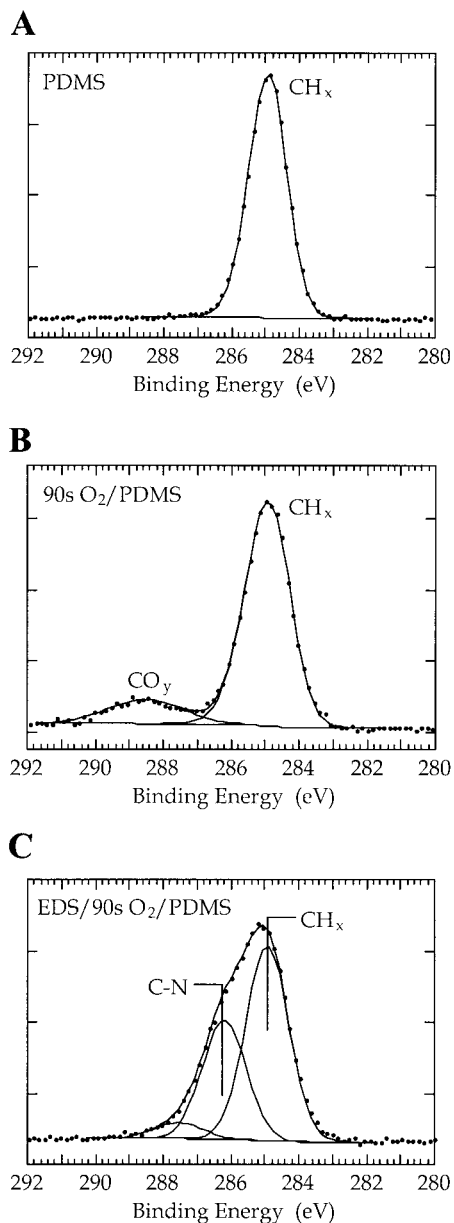 A
PDMS
CHₓ
292 290 288 286 284 282 280
Binding Energy (eV)
B
90s O₂/PDMS
CHₓ
CO_y
292 290 288 286 284 282 280
Binding Energy (eV)
C
EDS/90s O₂/PDMS
CHₓ
C-N
292 290 288 286 284 282 280
Binding Energy (eV)